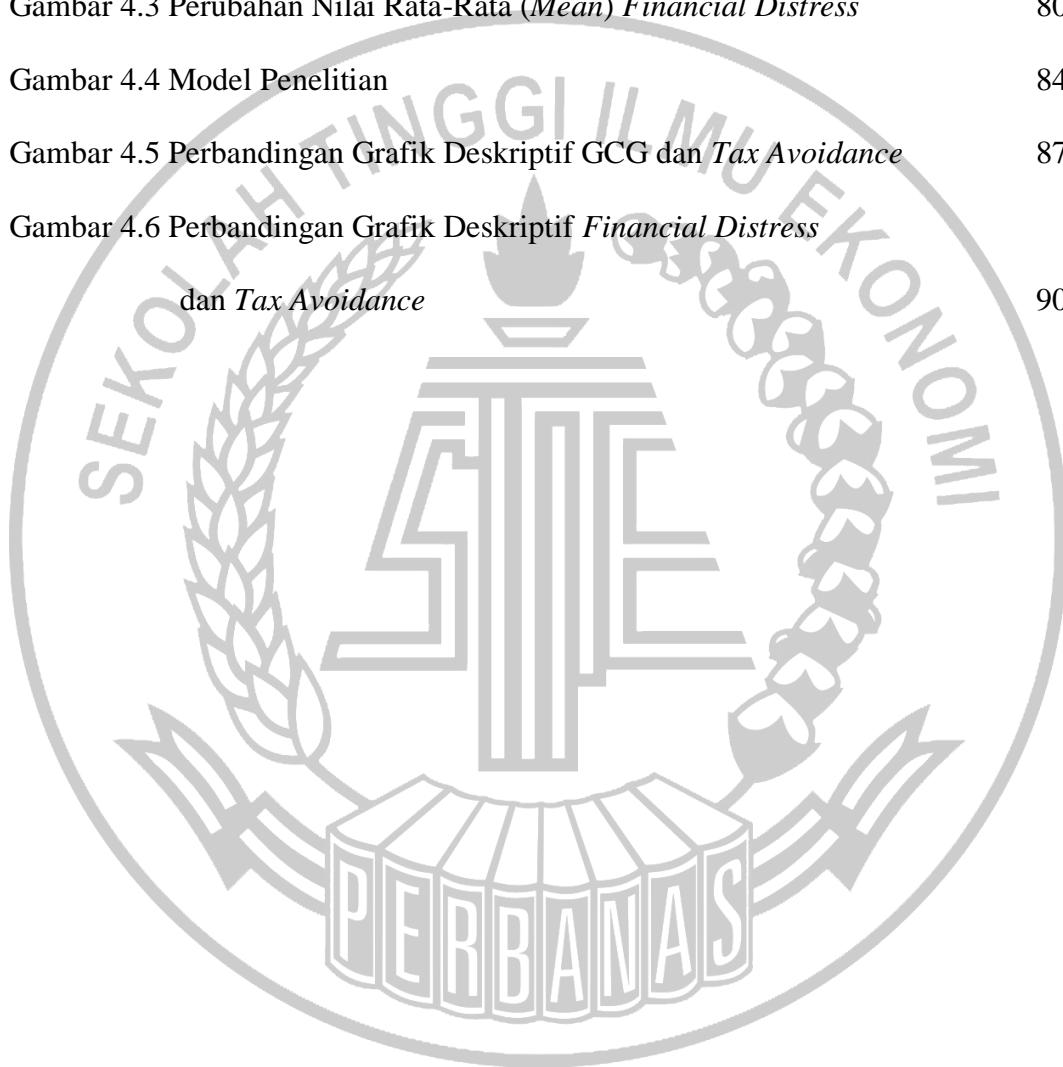 Gambar 4.3 Perubahan Nilai Rata-Rata (Mean) Financial Distress 80
Gambar 4.4 Model Penelitian 84
Gambar 4.5 Perbandingan Grafik Deskriptif GCG dan Tax Avoidance 87
Gambar 4.6 Perbandingan Grafik Deskriptif Financial Distress
dan Tax Avoidance 90
SEKOLAH TINGGI ILMU EKONOMI
STIE
PERBANAS